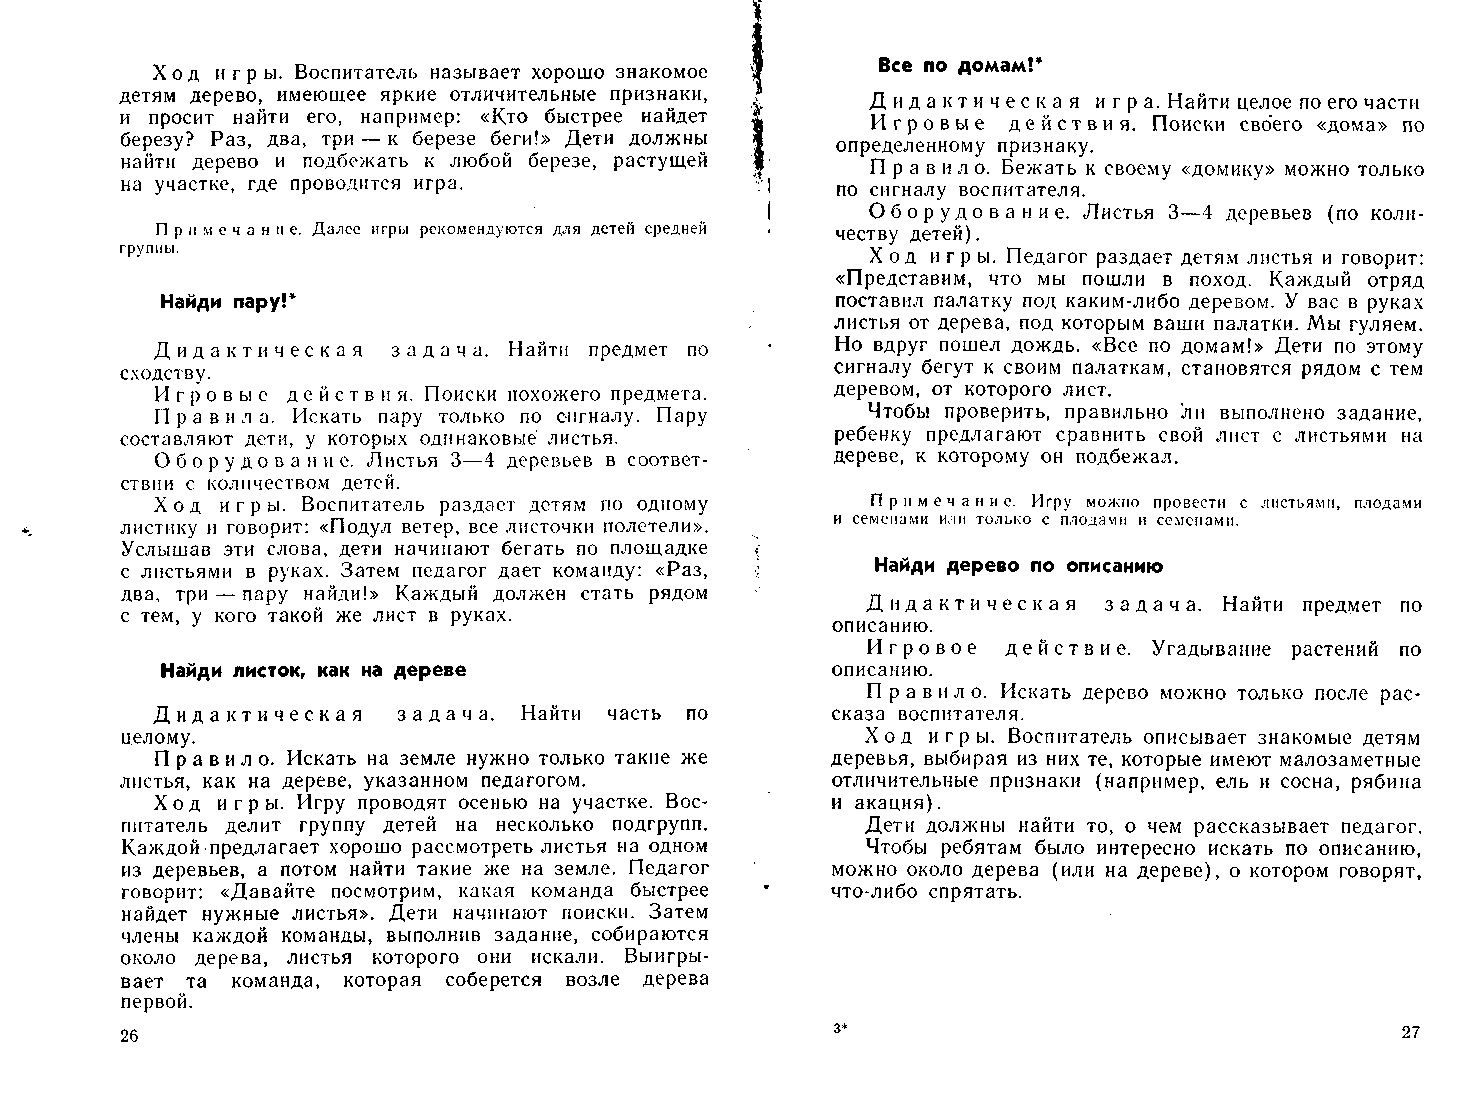 Ход игры. Воспитатель называет хорошо знакомое
детям дерево, имеющее яркие отличительные признаки,
и просит найти его, например: «Кто быстрее найдет
березу? Раз, два, три — к березе беги!» Дети должны
найти дерево и подбежать к любой березе, растущей
на участке, где проводится игра.
Примечание. Далее игры рекомендуются для детей средней
группы.
Найди пару!*
Дидактическая задача. Найти предмет по
сходству.
Игровые действия. Поиски похожего предмета.
Правила. Искать пару только по сигналу. Пару
составляют дети, у которых одинаковые листья.
Оборудование. Листья 3—4 деревьев в соответ-
ствии с количеством детей.
Ход игры. Воспитатель раздает детям по одному
листику и говорит: «Подул ветер, все листочки полетели».
Услышав эти слова, дети начинают бегать по площадке
с листьями в руках. Затем педагог дает команду: «Раз,
два, три — пару найди!» Каждый должен стать рядом
с тем, у кого такой же лист в руках.
Найди листок, как на дереве
Дидактическая задача. Найти часть по
целому.
Правило. Искать на земле нужно только такие же
листья, как на дереве, указанном педагогом.
Ход игры. Игру проводят осенью на участке. Вос-
питатель делит группу детей на несколько подгрупп.
Каждой предлагает хорошо рассмотреть листья на одном
из деревьев, а потом найти такие же на земле. Педагог
говорит: «Давайте посмотрим, какая команда быстрее
найдет нужные листья». Дети начинают поиски. Затем
члены каждой команды, выполнив задание, собираются
около дерева, листья которого они искали. Выигры-
вает та команда, которая соберется возле дерева
первой.
26
Все по домам!*
Дидактическая игра. Найти целое по его части
Игровые действия. Поиски своего «дома» по
определенному признаку.
Правило. Бежать к своему «домику» можно только
по сигналу воспитателя.
Оборудование. Листья 3—4 деревьев (по коли-
честву детей).
Ход игры. Педагог раздает детям листья и говорит:
«Представим, что мы пошли в поход. Каждый отряд
поставил палатку под каким-либо деревом. У вас в руках
листья от дерева, под которым ваши палатки. Мы гуляем.
Но вдруг пошел дождь. «Все по домам!» Дети по этому
сигналу бегут к своим палаткам, становятся рядом с тем
деревом, от которого лист.
Чтобы проверить, правильно ли выполнено задание,
ребенку предлагают сравнить свой лист с листьями на
дереве, к которому он подбежал.
Примечание. Игру можно провести с листьями, плодами
и семенами или только с плодами и семенами.
Найди дерево по описанию
Дидактическая задача. Найти предмет по
описанию.
Игровое действие. Угадывание растений по
описанию.
Правило. Искать дерево можно только после рас-
сказа воспитателя.
Ход игры. Воспитатель описывает знакомые детям
деревья, выбирая из них те, которые имеют малозаметные
отличительные признаки (например, ель и сосна, рябина
и акация).
Дети должны найти то, о чем рассказывает педагог.
Чтобы ребятам было интересно искать по описанию,
можно около дерева (или на дереве), о котором говорят,
что-либо спрятать.
3*
27